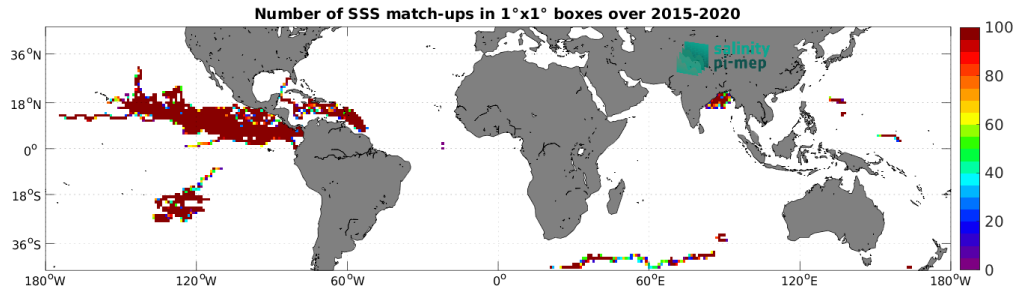 Number of SSS match-ups in 1°x1° boxes over 2015-2020
salinity
pi-mep
36°N
18°N
0°
18°S
36°S
180°W
120°W
60°W
0°
60°E
120°E
180°W
100
80
60
40
20
0